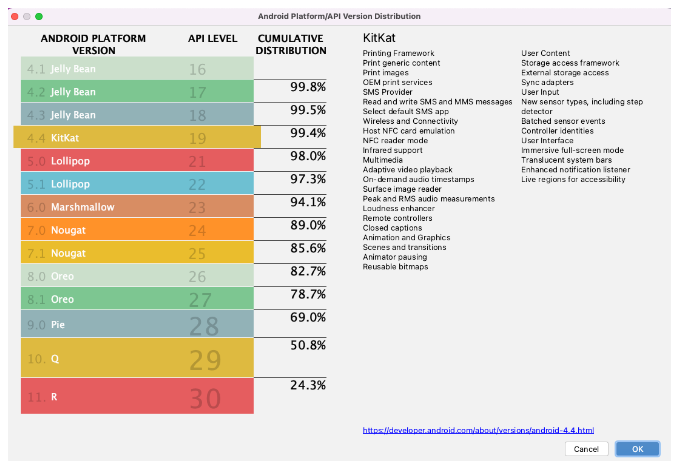 Android Platform/API Version Distribution
ANDROID PLATFORM
VERSION
API LEVEL
CUMULATIVE
DISTRIBUTION
4.1 Jelly Bean 16
99.8%
4.2 Jelly Bean 17
99.5%
4.3 Jelly Bean 18
99.4%
4.4 KitKat 19
98.0%
5.0 Lollipop 21
97.3%
5.1 Lollipop 22
94.1%
6.0 Marshmallow 23
89.0%
7.0 Nougat 24
85.6%
7.1 Nougat 25
82.7%
8.0 Oreo 26
78.7%
8.1 Oreo 27
69.0%
9.0 Pie 28
50.8%
10. Q 29
24.3%
11. R 30
KitKat
Printing Framework
Print generic content
Print images
OEM print services
SMS Provider
Read and write SMS and MMS messages
Select default SMS app
Wireless and Connectivity
Host NFC card emulation
NFC reader mode
Infrared support
Multimedia
Adaptive video playback
On-demand audio timestamps
Surface image reader
Peak and RMS audio measurements
Loudness enhancer
Remote controllers
Closed captions
Animation and Graphics
Scenes and transitions
Animator pausing
Reusable bitmaps
User Content
Storage access framework
External storage access
Sync adapters
User Input
New sensor types, including step
detector
Batched sensor events
Controller identities
User Interface
Immersive full-screen mode
Translucent system bars
Enhanced notification listener
Live regions for accessibility
https://developer.android.com/about/versions/android-4.4.html
Cancel
OK